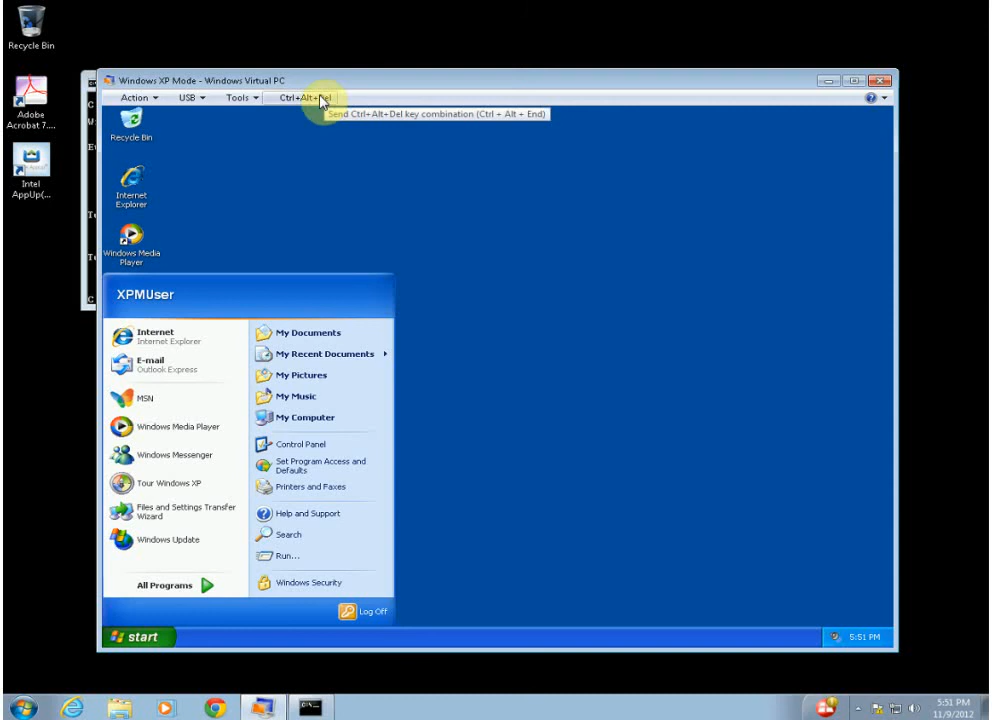 Recycle Bin
Adobe
Acrobat 7....
Intel
AppUp(...
Windows XP Mode - Windows Virtual PC
Action
USB
Tools
Ctrl+Alt+Del
Send Ctrl+Alt+Del key combination (Ctrl + Alt + End)
Recycle Bin
Internet
Explorer
Windows Media
Player
XPMUser
Internet
Internet Explorer
E-mail
Outlook Express
MSN
Windows Media Player
Windows Messenger
Tour Windows XP
Files and Settings Transfer
Wizard
Windows Update
All Programs
My Documents
My Recent Documents
My Pictures
My Music
My Computer
Control Panel
Set Program Access and
Defaults
Printers and Faxes
Help and Support
Search
Run...
Windows Security
Log Off
start
5:51 PM
5:51 PM
11/9/2012